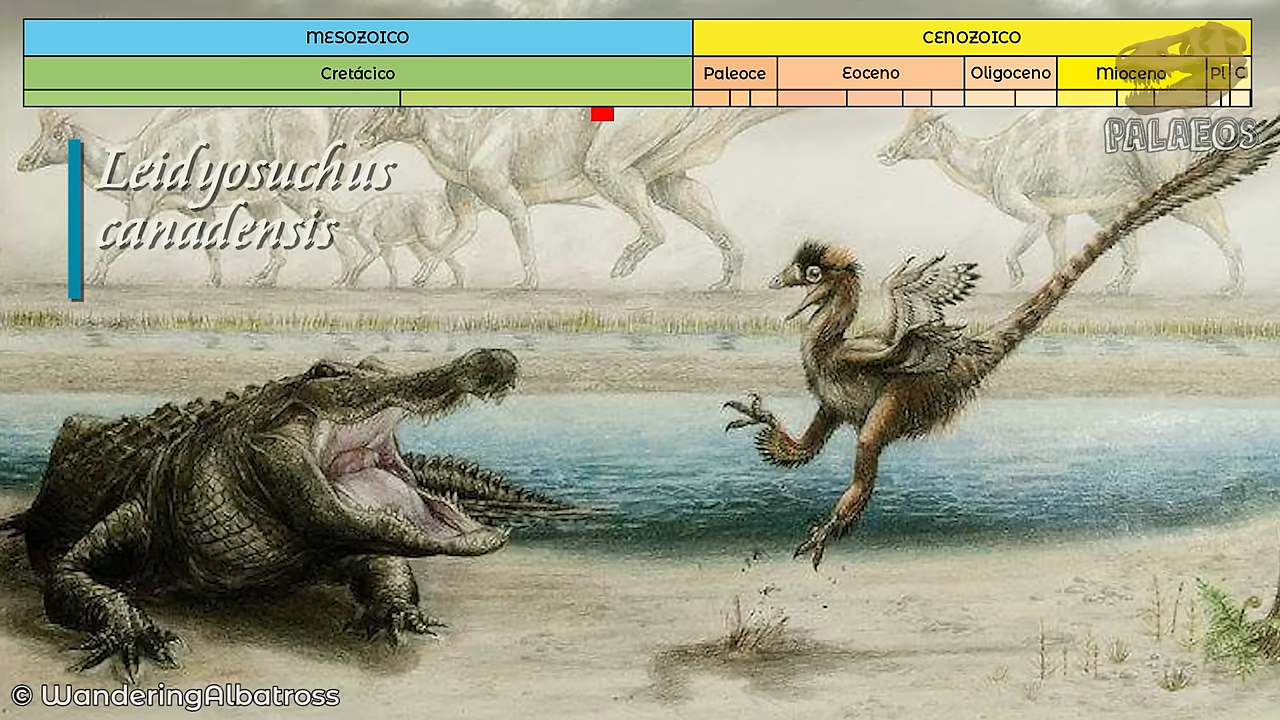 MESOZOICO
CENOZOICO
Cretácico
Paleoce
Eoceno
Oligoceno
Mioceno
Pl
C
PALAEOS
Leidyosuchus
canadensis
© WanderingAlbatross